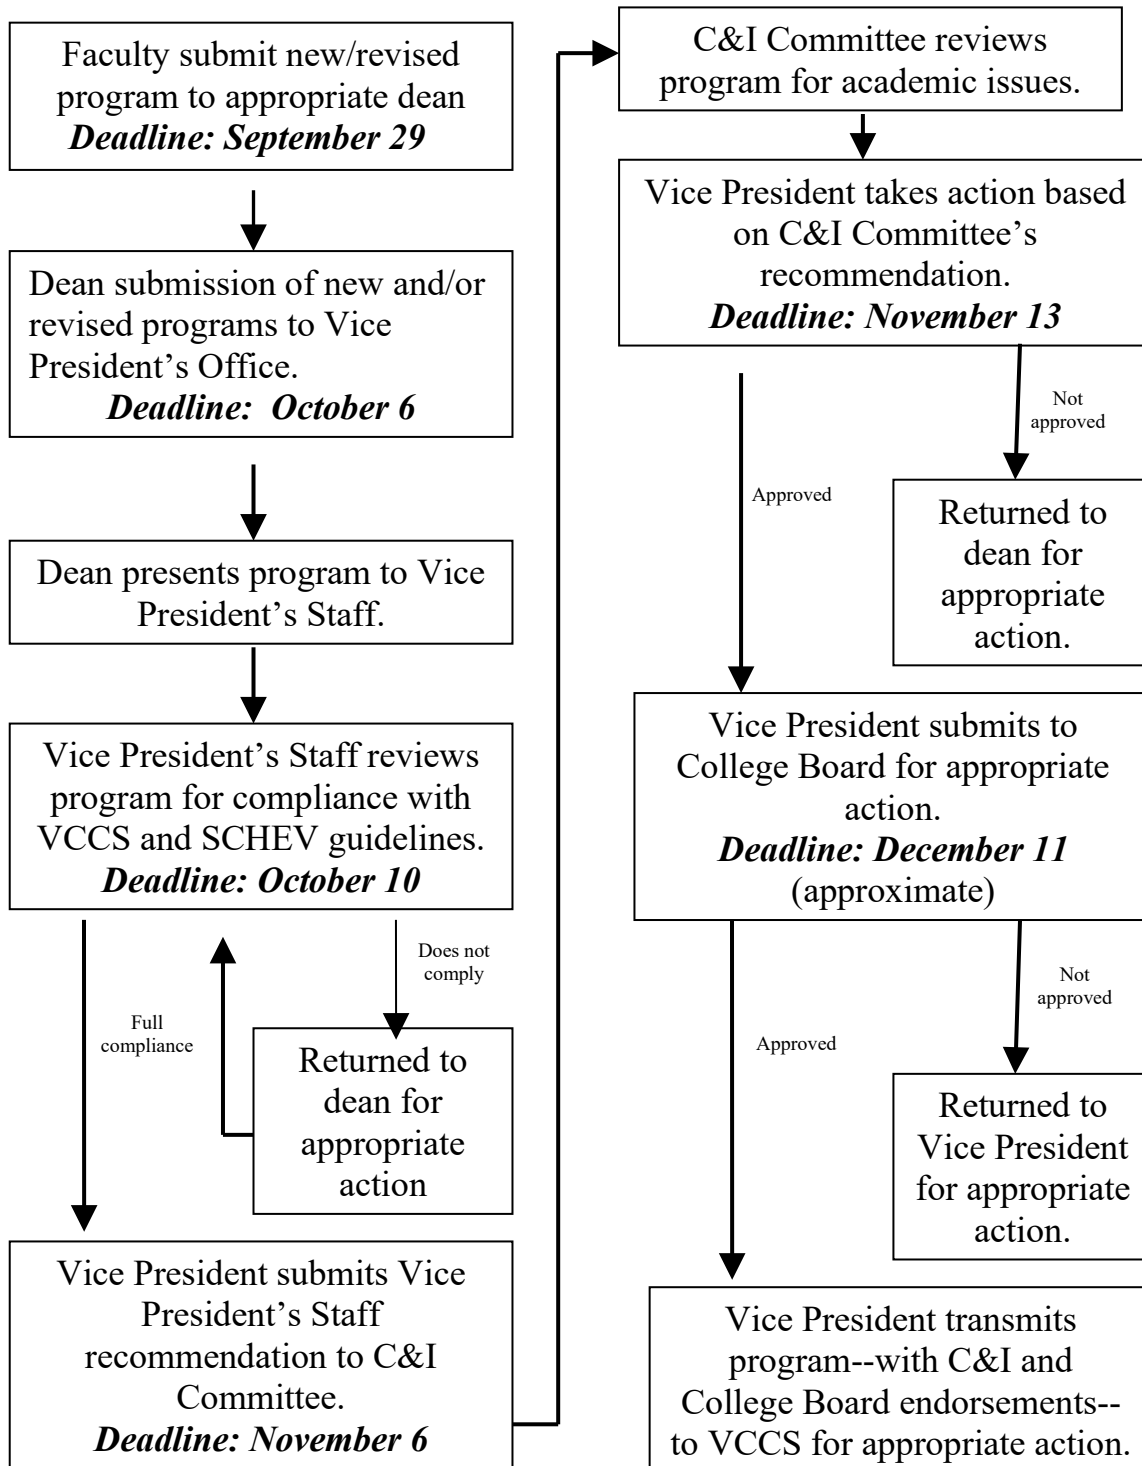 Faculty submit new/revised
program to appropriate dean
Deadline: September 29
Dean submission of new and/or
revised programs to Vice
President’s Office.
Deadline:  October 6
Dean presents program to Vice
President’s Staff.
Vice President’s Staff reviews
program for compliance with
VCCS and SCHEV guidelines.
Deadline: October 10
Does not
comply
Full
compliance
Returned to
dean for
appropriate
action
Vice President submits Vice
President’s Staff
recommendation to C&I
Committee.
Deadline: November 6
C&I Committee reviews
program for academic issues.
Vice President takes action based
on C&I Committee’s
recommendation.
Deadline: November 13
Not
approved
Approved
Returned to
dean for
appropriate
action.
Vice President submits to
College Board for appropriate
action.
Deadline: December 11
(approximate)
Not
approved
Approved
Returned to
Vice President
for appropriate
action.
Vice President transmits
program--with C&I and
College Board endorsements--
to VCCS for appropriate action.